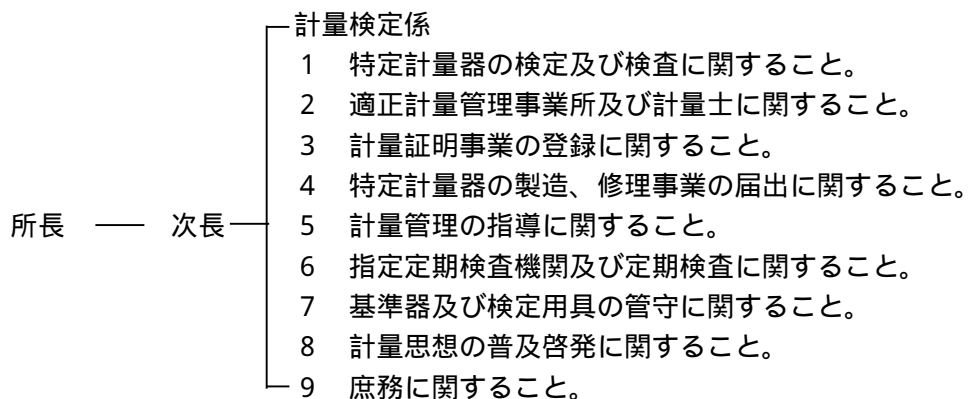 計量検定係
1 特定計量器の検定及び検査に関すること。
2 適正計量管理事業所及び計量士に関すること。
3 計量証明事業の登録に関すること。
4 特定計量器の製造、修理事業の届出に関すること。
所長 ── 次長 5 計量管理の指導に関すること。
6 指定定期検査機関及び定期検査に関すること。
7 基準器及び検定用具の管守に関すること。
8 計量思想の普及啓発に関すること。
9 庶務に関すること。